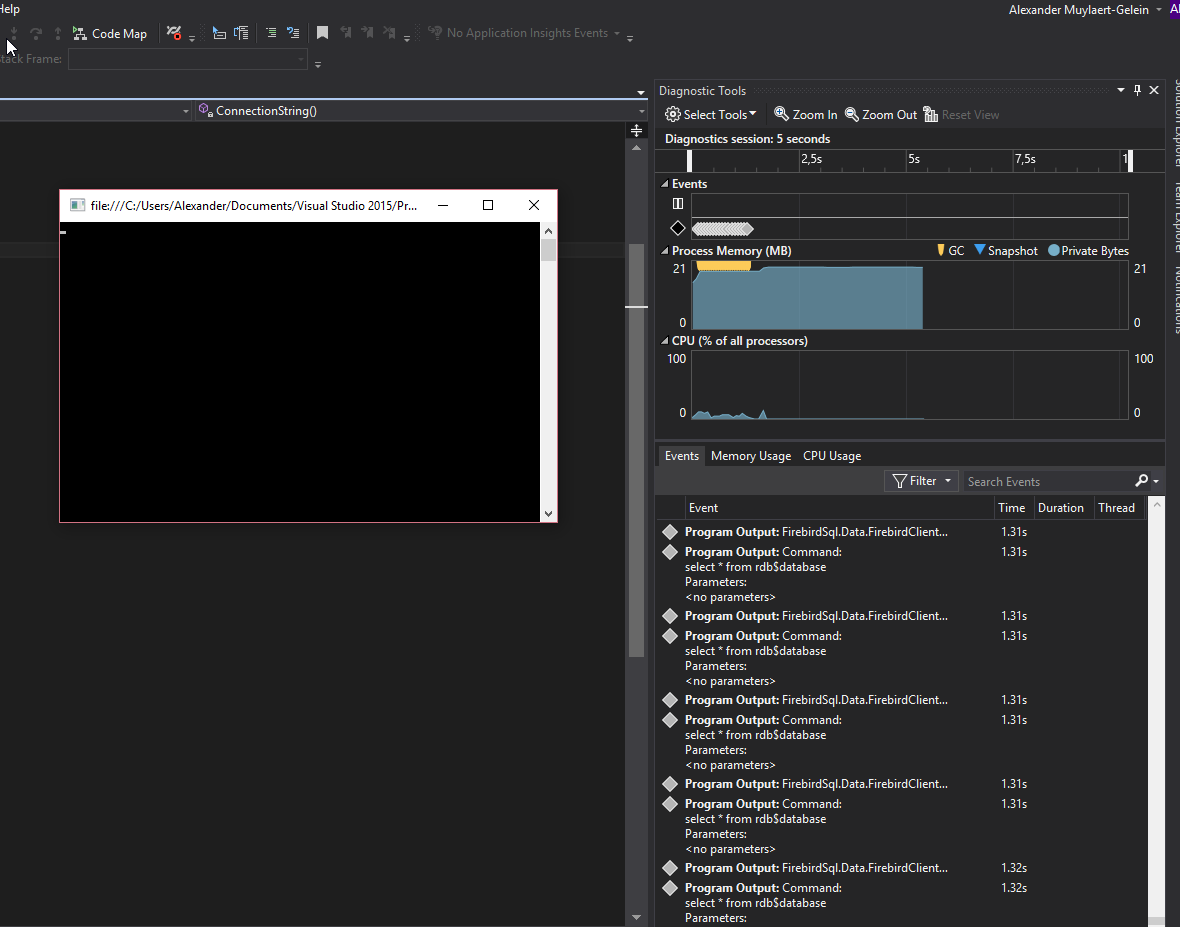 Help
Alexander Muylaert-Gelein
Code Map
No Application Insights Events
Stack Frame:
ConnectionString()
Diagnostic Tools
Select Tools
Zoom In
Zoom Out
Reset View
Diagnostics session: 5 seconds
2,5s
5s
7,5s
1
Events
Process Memory (MB)
GC
Snapshot
Private Bytes
21
21
0
0
CPU (% of all processors)
100
100
0
0
file:///C:/Users/Alexander/Documents/Visual Studio 2015/Pr...
Events
Memory Usage
CPU Usage
Filter
Search Events
Event
Time
Duration
Thread
Program Output: FirebirdSql.Data.FirebirdClient... 1.31s
Program Output: Command: 1.31s
select * from rdb$database
Parameters:
<no parameters>
Program Output: FirebirdSql.Data.FirebirdClient... 1.31s
Program Output: Command: 1.31s
select * from rdb$database
Parameters:
<no parameters>
Program Output: FirebirdSql.Data.FirebirdClient... 1.31s
Program Output: Command: 1.31s
select * from rdb$database
Parameters:
<no parameters>
Program Output: FirebirdSql.Data.FirebirdClient... 1.31s
Program Output: Command: 1.31s
select * from rdb$database
Parameters:
<no parameters>
Program Output: FirebirdSql.Data.FirebirdClient... 1.32s
Program Output: Command: 1.32s
select * from rdb$database
Parameters: